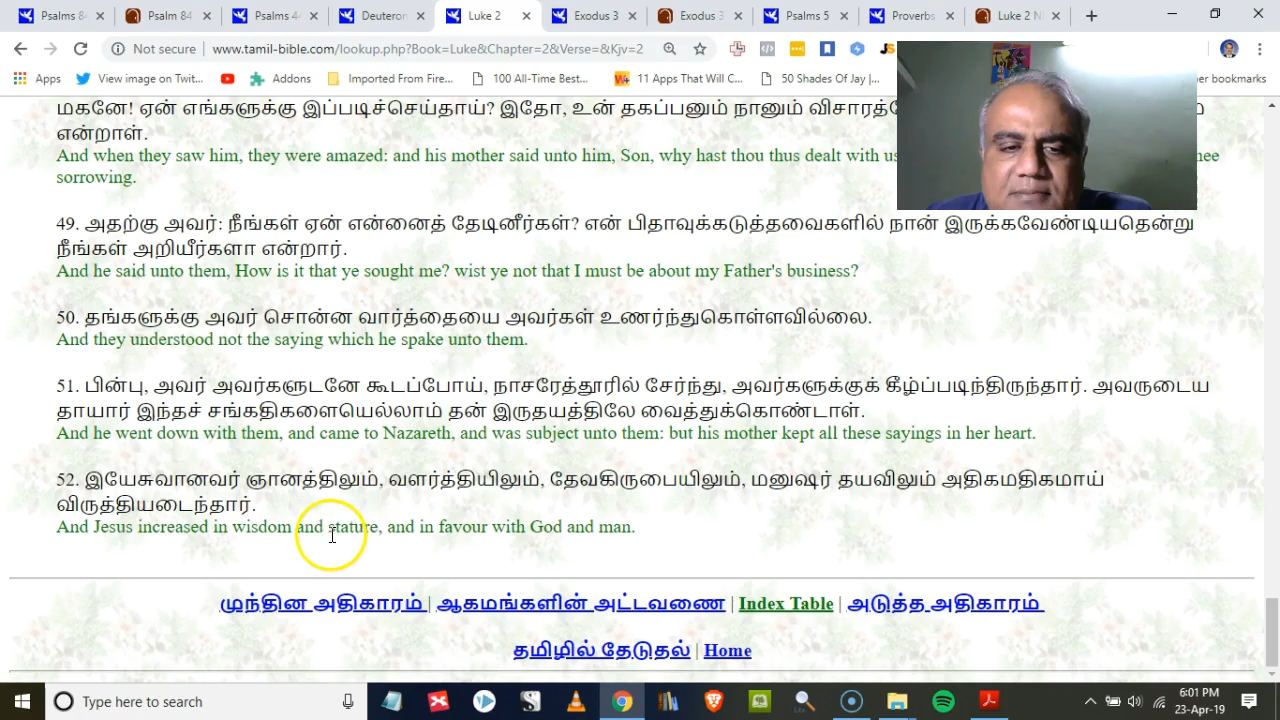 Psalms 84
Psalm 84
Psalms 44
Deuteron
Luke 2
Exodus 3
Exodus 3
Psalms 5
Proverbs
Luke 2 N
Not secure | www.tamil-bible.com/lookup.php?Book=Luke&Chapter=2&Verse=&Kjv=2
Apps View image on Twit... Addons Imported From Fire... 100 All-Time Best... 11 Apps That Will C... 50 Shades Of Jay |... her bookmarks
மகனே! ஏன் எங்களுக்கு இப்படிச்செய்தாய்? இதோ, உன் தகப்பனும் நானும்
என்றாள்.
And when they saw him, they were amazed: and his mother said unto him, Son, why hast thou thus dealt with us
sorrowing.
49. அதற்கு அவர்: நீங்கள் ஏன் என்னைத் தேடினீர்கள்? என் பிதாவுக்கடுத்தவைகளில் நான் இருக்கவேண்டியதென்று
நீங்கள் அறியீர்களா என்றார்.
And he said unto them, How is it that ye sought me? wist ye not that I must be about my Father's business?
50. தங்களுக்கு அவர் சொன்ன வார்த்தையை அவர்கள் உணர்ந்துகொள்ளவில்லை.
And they understood not the saying which he spake unto them.
51. பின்பு, அவர் அவர்களுடனே கூடப்போய், நாசரேத்தூரில் சேர்ந்து, அவர்களுக்குக் கீழ்ப்படிந்திருந்தார். அவருடைய
தாயார் இந்தச் சங்கதிகளையெல்லாம் தன் இருதயத்திலே வைத்துக்கொண்டாள்.
And he went down with them, and came to Nazareth, and was subject unto them: but his mother kept all these sayings in her heart.
52. இயேசுவானவர் ஞானத்திலும், வளர்த்தியிலும், தேவகிருபையிலும், மனுஷர் தயவிலும் அதிகமதிகமாய்
விருத்தியடைந்தார்.
And Jesus increased in wisdom and stature, and in favour with God and man.
முந்தின அதிகாரம் | ஆகமங்களின் அட்டவணை | Index Table | அடுத்த அதிகாரம்
தமிழில் தேடுதல் | Home
Type here to search
6:01 PM
23-Apr-19